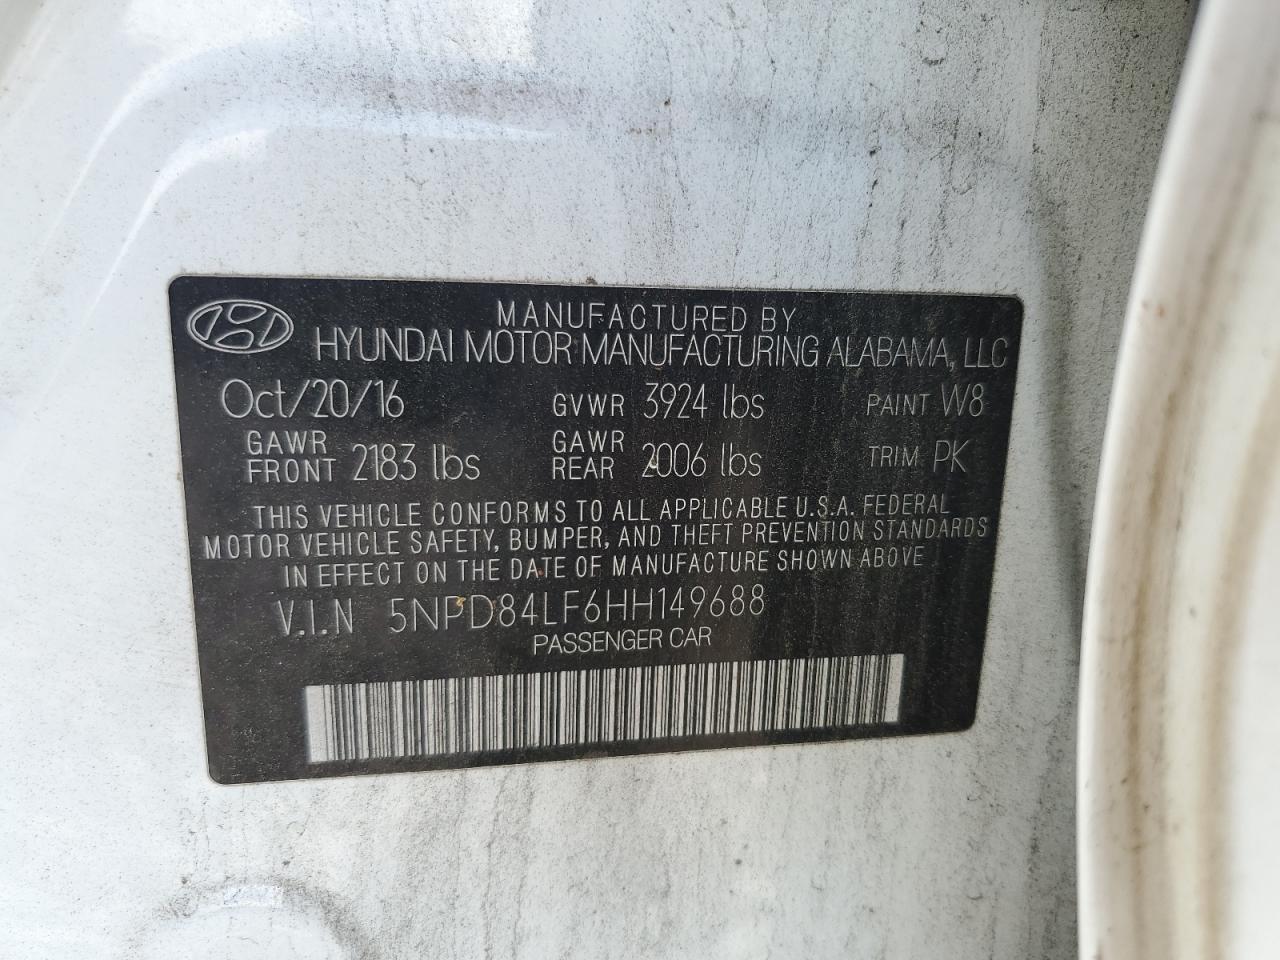 MANUFACTURED BY
HYUNDAI MOTOR MANUFACTURING ALABAMA, LLC
Oct/20/16 GVWR 3924 lbs PAINT W8
GAWR FRONT 2183 lbs GAWR REAR 2006 lbs TRIM PK
THIS VEHICLE CONFORMS TO ALL APPLICABLE U.S.A. FEDERAL
MOTOR VEHICLE SAFETY, BUMPER, AND THEFT PREVENTION STANDARDS
IN EFFECT ON THE DATE OF MANUFACTURE SHOWN ABOVE
V.I.N 5NPD84LF6HH149688
PASSENGER CAR